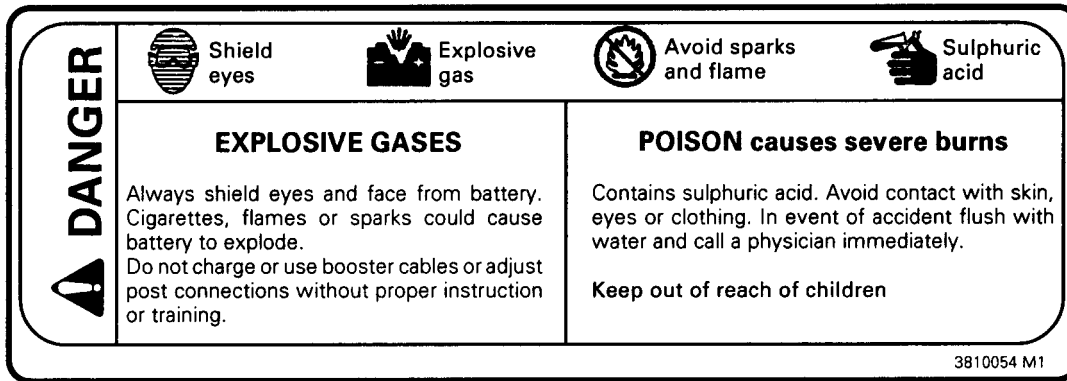 DANGER
Shield
eyes
Explosive
gas
Avoid sparks
and flame
Sulphuric
acid
EXPLOSIVE GASES
Always shield eyes and face from battery.
Cigarettes, flames or sparks could cause
battery to explode.
Do not charge or use booster cables or adjust
post connections without proper instruction
or training.
POISON causes severe burns
Contains sulphuric acid. Avoid contact with skin,
eyes or clothing. In event of accident flush with
water and call a physician immediately.
Keep out of reach of children
3810054 M1